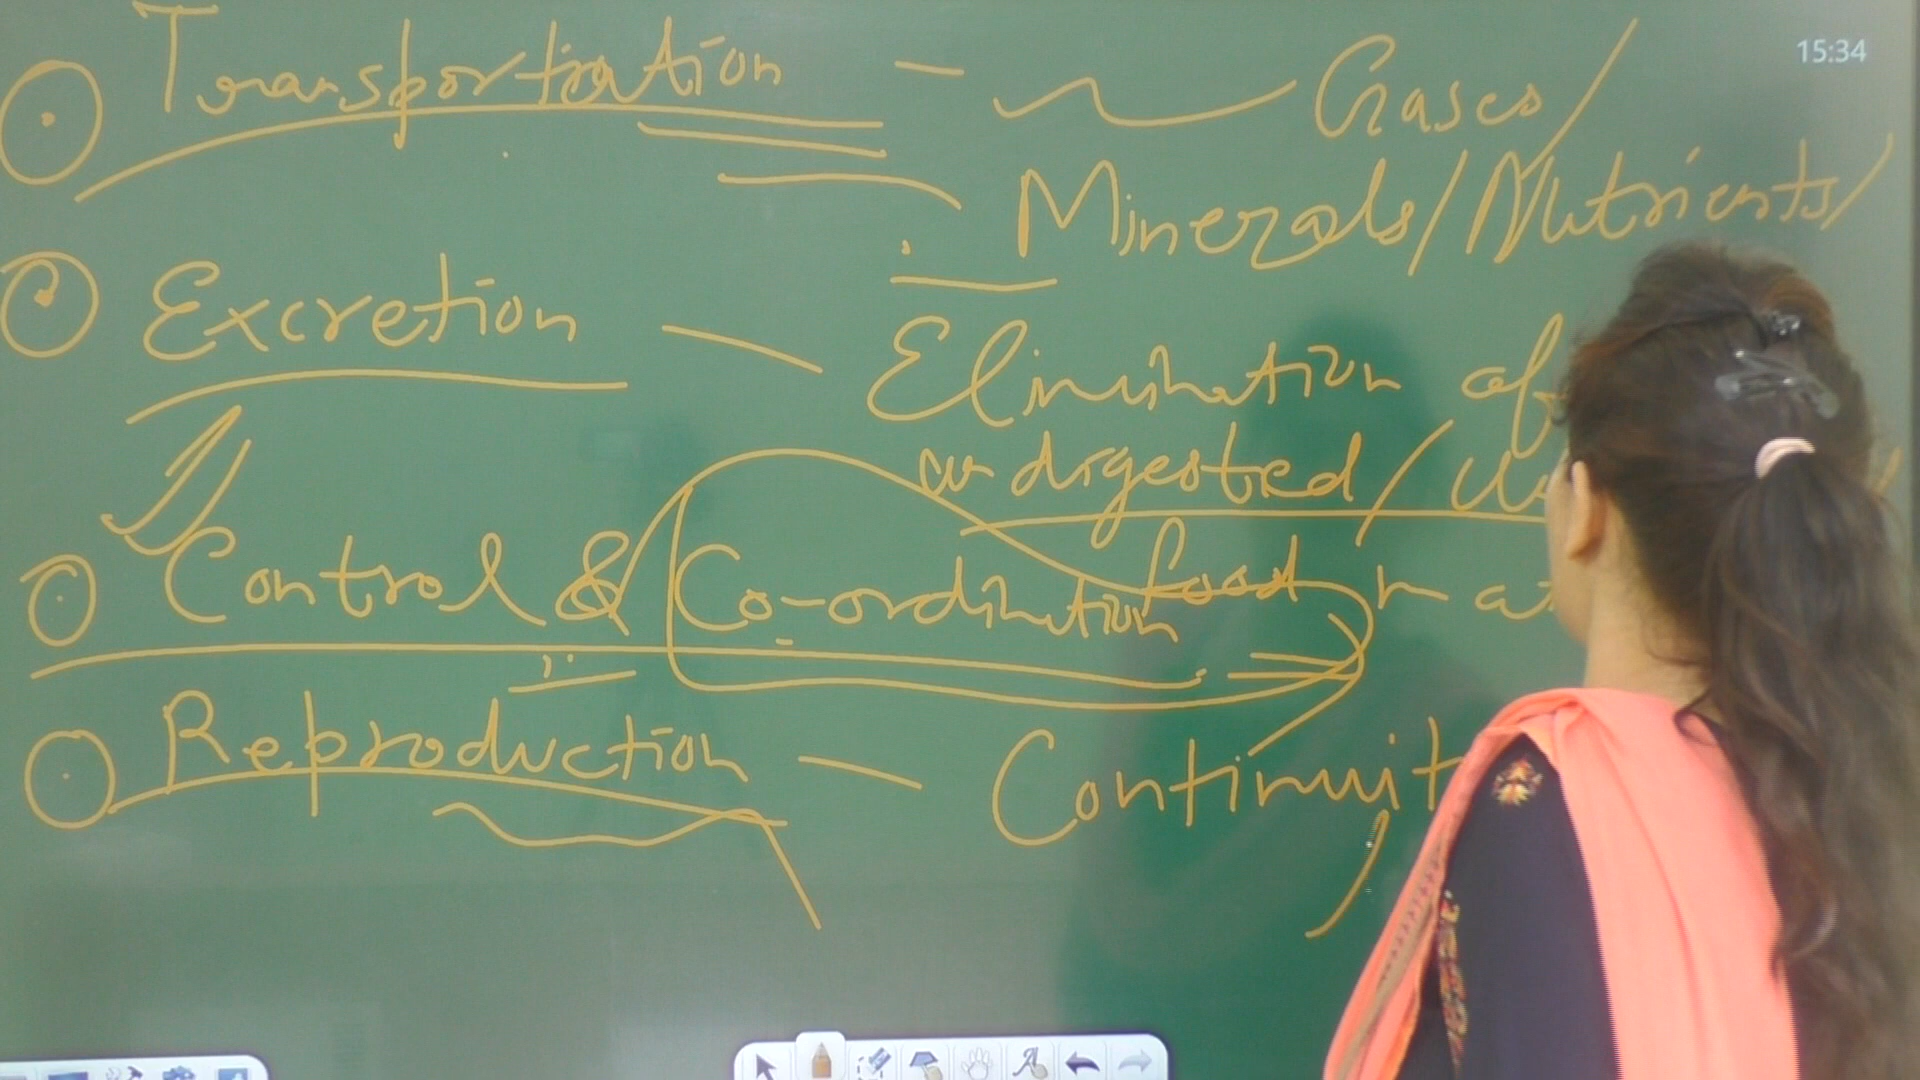 15:34
Transportation - Gases/
Minerals/Nutrients/
Excretion - Elimination of
undigested/
Control & Co-ordination food
Reproduction - Continuit